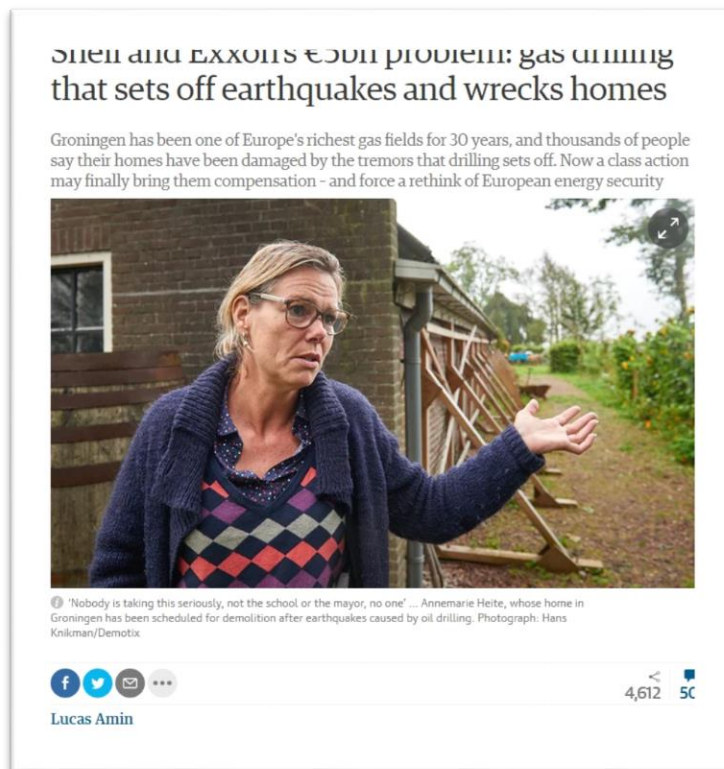 Shell and Exxon's €5bn problem: gas drilling
that sets off earthquakes and wrecks homes
Groningen has been one of Europe's richest gas fields for 30 years, and thousands of people
say their homes have been damaged by the tremors that drilling sets off. Now a class action
may finally bring them compensation – and force a rethink of European energy security
'Nobody is taking this seriously, not the school or the mayor, no one' ... Annemarie Heite, whose home in
Groningen has been scheduled for demolition after earthquakes caused by oil drilling. Photograph: Hans
Knikman/Demotix
4,612
Lucas Amin